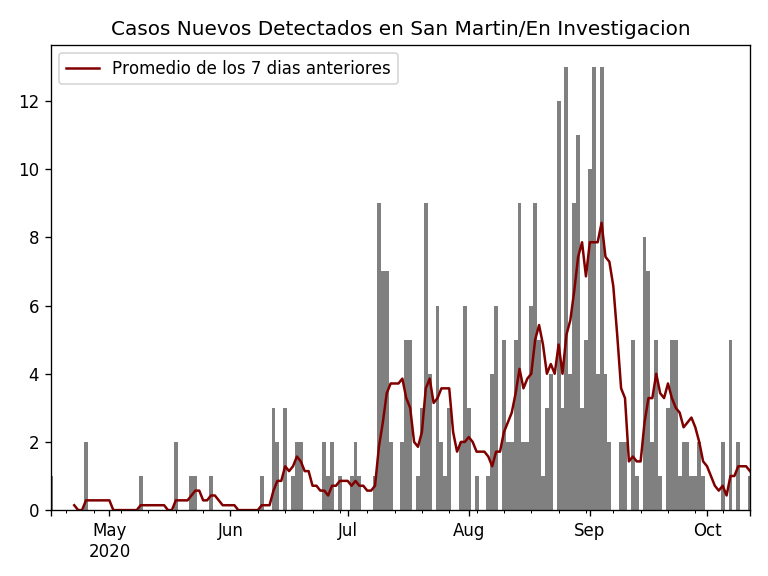 Casos Nuevos Detectados en San Martin/En Investigacion
Promedio de los 7 dias anteriores
12
10
8
6
4
2
0
May Jun Jul Aug Sep Oct
2020